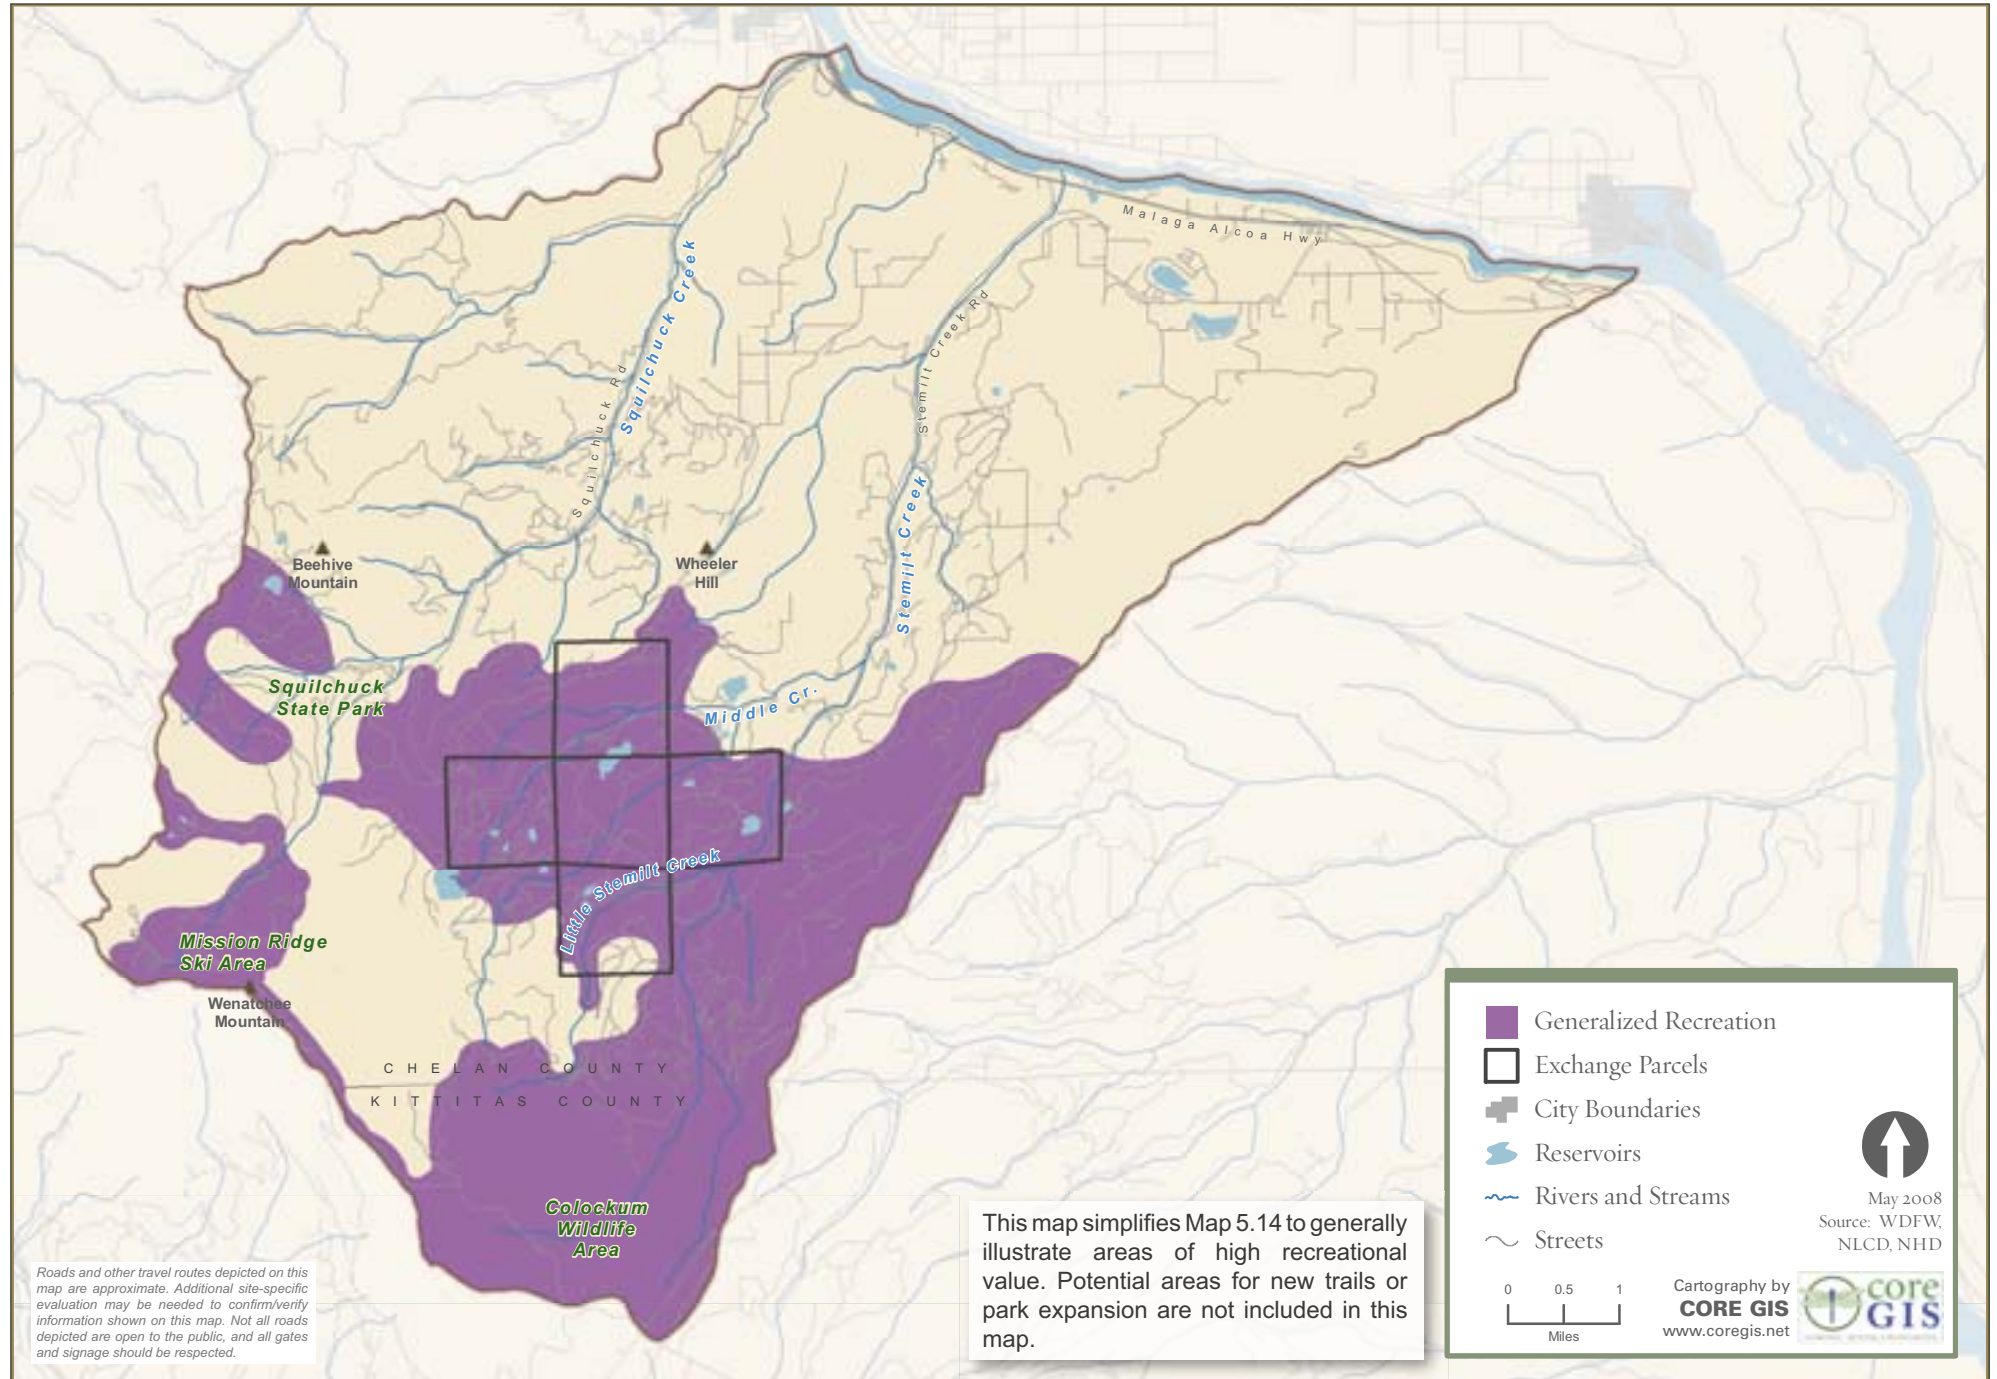 Malaga Alcoa Hwy
Squilchuck Creek
Stemilt Creek Rd
Squilchuck Rd
Stemilt Creek
Beehive
Mountain
Wheeler
Hill
Squilchuck
State Park
Middle Cr.
Little Stemilt Creek
Mission Ridge
Ski Area
Wenatchee
Mountain
CHELAN COUNTY
KITTITAS COUNTY
Colockum
Wildlife
Area
Roads and other travel routes depicted on this
map are approximate. Additional site-specific
evaluation may be needed to confirm/verify
information shown on this map. Not all roads
depicted are open to the public, and all gates
and signage should be respected.
This map simplifies Map 5.14 to generally
illustrate areas of high recreational
value. Potential areas for new trails or
park expansion are not included in this
map.
Generalized Recreation
Exchange Parcels
City Boundaries
Reservoirs
Rivers and Streams
Streets
May 2008
Source: WDFW,
NLCD, NHD
0 0.5 1
Miles
Cartography by
CORE GIS
www.coregis.net
core
GIS